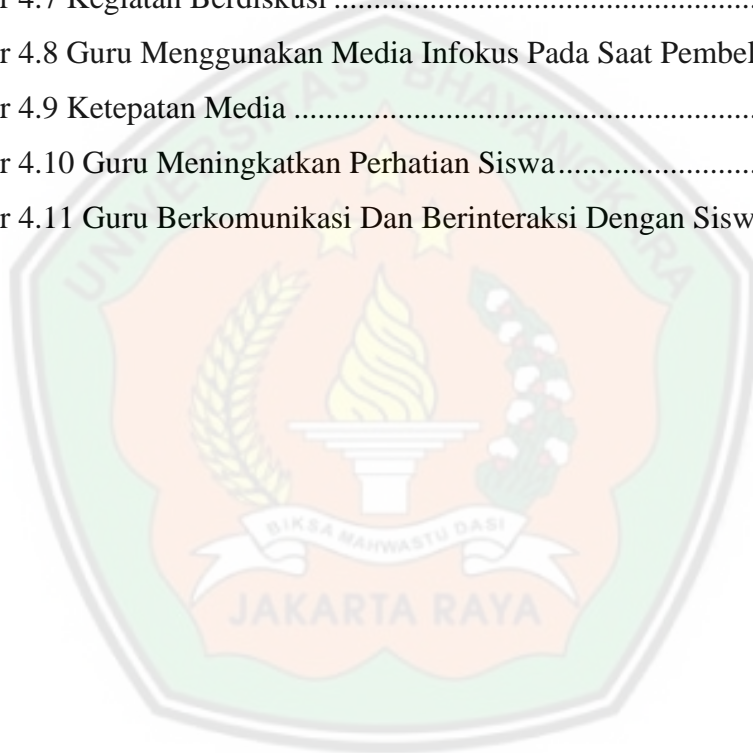 r 4.7 Kegiatan Berdiskusi ....................................................
r 4.8 Guru Menggunakan Media Infokus Pada Saat Pembel
r 4.9 Ketepatan Media .........................................................
r 4.10 Guru Meningkatkan Perhatian Siswa ........................
r 4.11 Guru Berkomunikasi Dan Berinteraksi Dengan Sisw
UNIVERSITAS BHAYANGKARA
BIKSA MAHWASTU DASI
JAKARTA RAYA